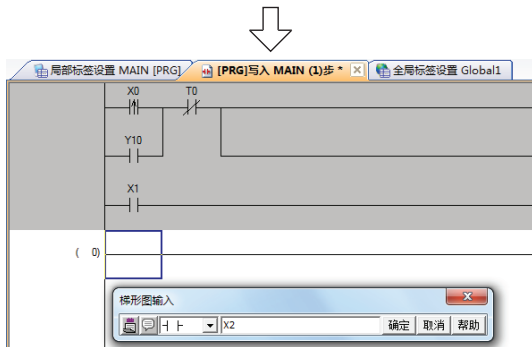 局部标签设置 MAIN [PRG] [PRG]写入 MAIN (1)步 * 全局标签设置 Global1
X0 T0
Y10
X1
( 0)
梯形图输入
X2 确定 取消 帮助